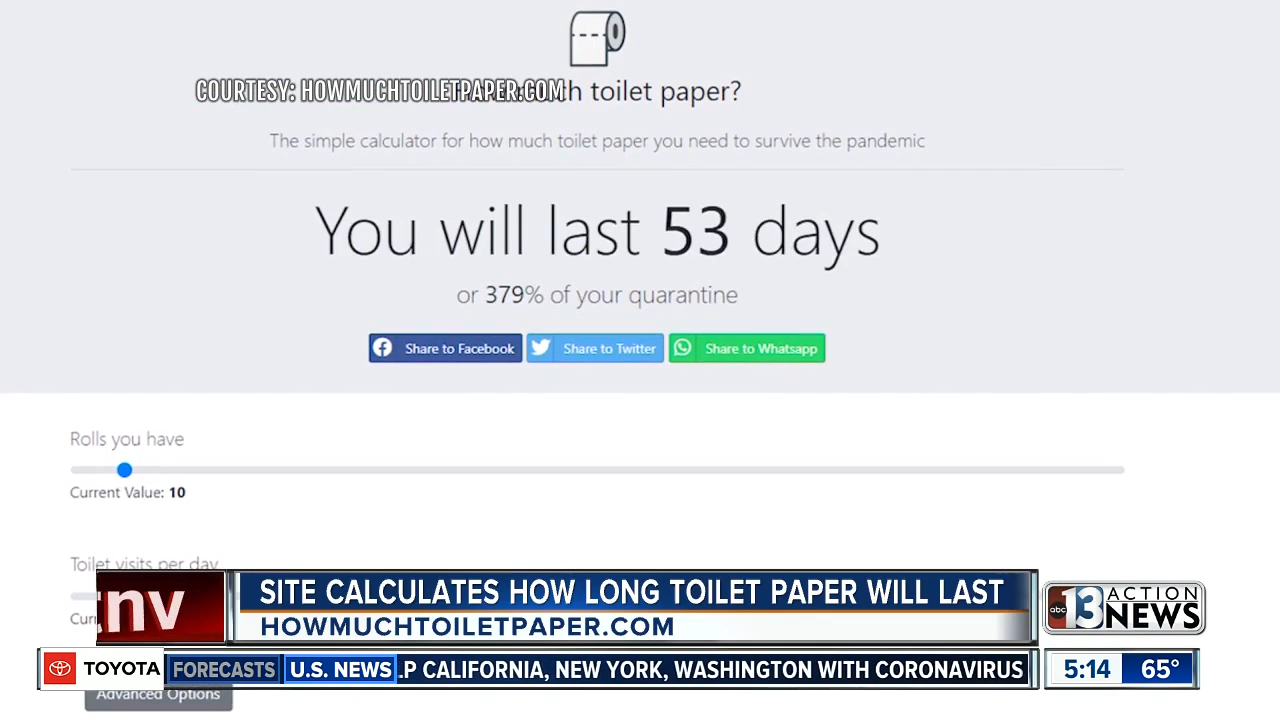 COURTESY: HOWMUCHTOILETPAPER.COM
toilet paper?
The simple calculator for how much toilet paper you need to survive the pandemic
You will last 53 days
or 379% of your quarantine
Share to Facebook Share to Twitter Share to Whatsapp
Rolls you have
Current Value: 10
Toilet visits per day
SITE CALCULATES HOW LONG TOILET PAPER WILL LAST
HOWMUCHTOILETPAPER.COM
abc 13 ACTION NEWS
TOYOTA FORECASTS U.S. NEWS CALIFORNIA, NEW YORK, WASHINGTON WITH CORONAVIRUS
5:14 65°
Advanced Options